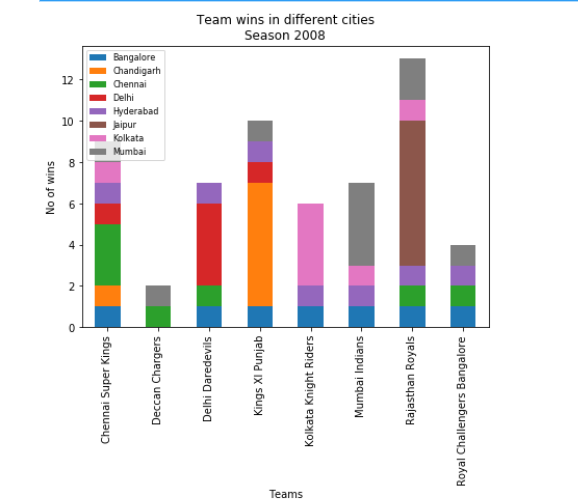 Team wins in different cities
Season 2008
Bangalore
Chandigarh
Chennai
Delhi
Hyderabad
Jaipur
Kolkata
Mumbai
No of wins
12
10
8
6
4
2
0
Chennai Super Kings
Deccan Chargers
Delhi Daredevils
Kings XI Punjab
Kolkata Knight Riders
Mumbai Indians
Rajasthan Royals
Royal Challengers Bangalore
Teams